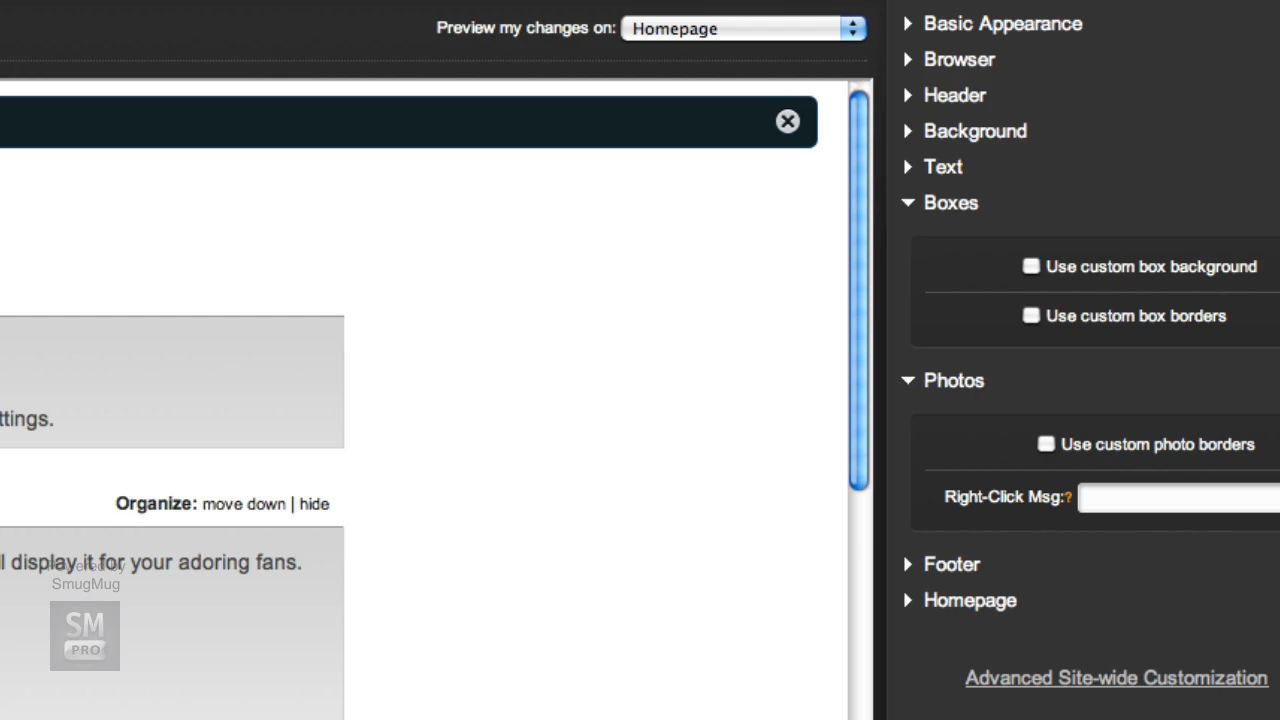 Preview my changes on: Homepage
ttings.
Organize: move down | hide
l display it for your adoring fans.
Powered by
SmugMug
SM
PRO
Basic Appearance
Browser
Header
Background
Text
Boxes
Use custom box background
Use custom box borders
Photos
Use custom photo borders
Right-Click Msg:?
Footer
Homepage
Advanced Site-wide Customization